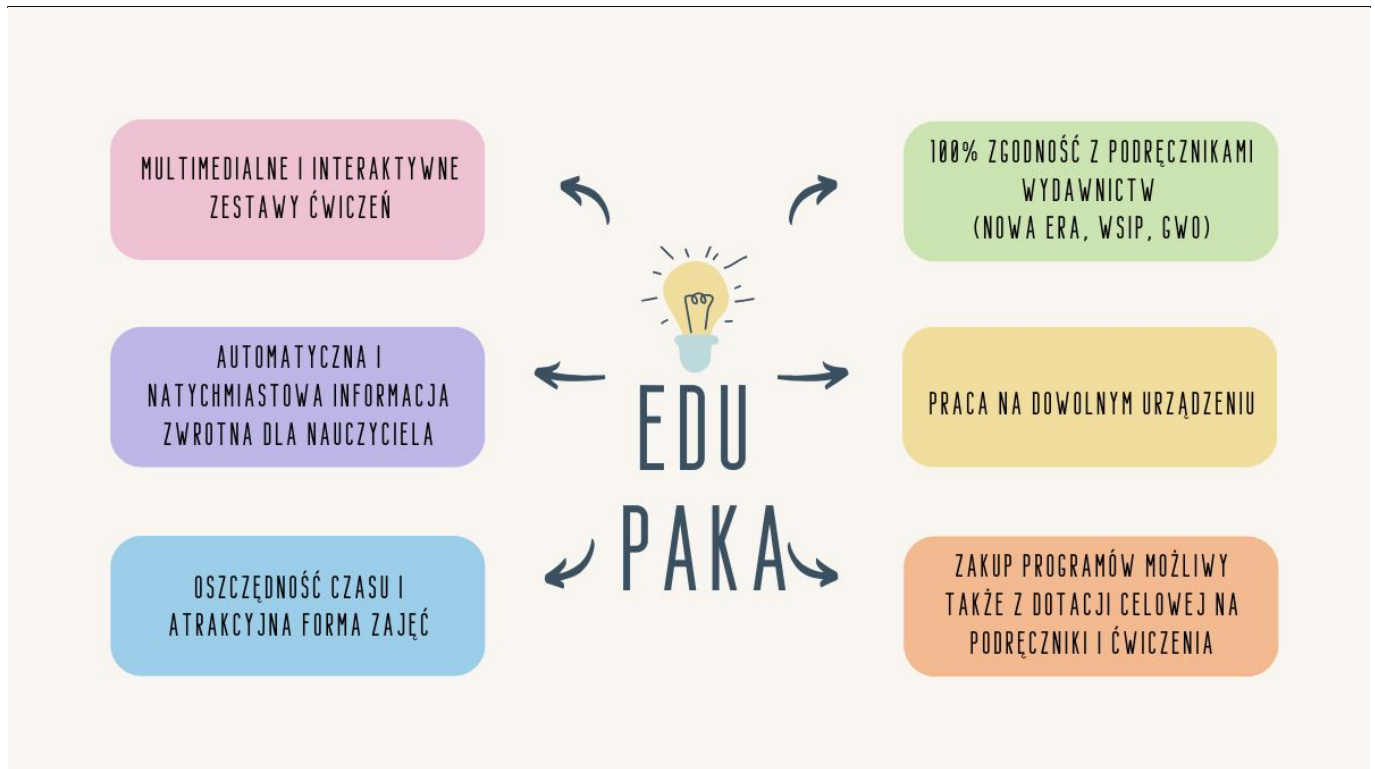 MULTIMEDIALNE I INTERAKTYWNE
ZESTAWY ĆWICZEŃ
AUTOMATYCZNA I
NATYCHMIASTOWA INFORMACJA
ZWROTNA DLA NAUCZYCIELA
OSZCZĘDNOŚĆ CZASU I
ATRAKCYJNA FORMA ZAJĘĆ
EDU
PAKA
100% ZGODNOŚĆ Z PODRĘCZNIKAMI
WYDAWNICTW
(NOWA ERA, WSIP, GWO)
PRACA NA DOWOLNYM URZĄDZENIU
ZAKUP PROGRAMÓW MOŻLIWY
TAKŻE Z DOTACJI CELOWEJ NA
PODRĘCZNIKI I ĆWICZENIA